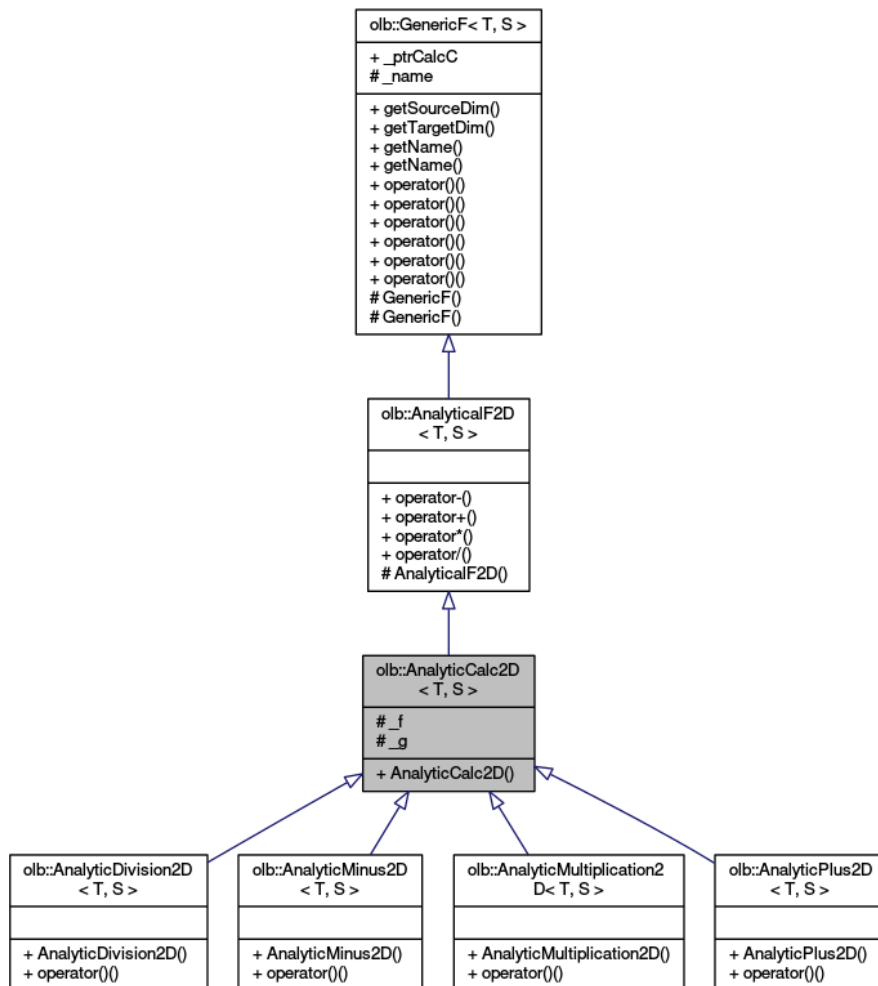 olb::GenericF< T, S >
+ _ptrCalcC
# _name
+ getSourceDim()
+ getTargetDim()
+ getName()
+ getName()
+ operator()()
+ operator()()
+ operator()()
+ operator()()
+ operator()()
+ operator()()
# GenericF()
# GenericF()
olb::AnalyticalF2D
< T, S >
+ operator-()
+ operator+()
+ operator*()
+ operator/()
# AnalyticalF2D()
olb::AnalyticCalc2D
< T, S >
# _f
# _g
+ AnalyticCalc2D()
olb::AnalyticDivision2D
< T, S >
+ AnalyticDivision2D()
+ operator()()
olb::AnalyticMinus2D
< T, S >
+ AnalyticMinus2D()
+ operator()()
olb::AnalyticMultiplication2
D< T, S >
+ AnalyticMultiplication2D()
+ operator()()
olb::AnalyticPlus2D
< T, S >
+ AnalyticPlus2D()
+ operator()()